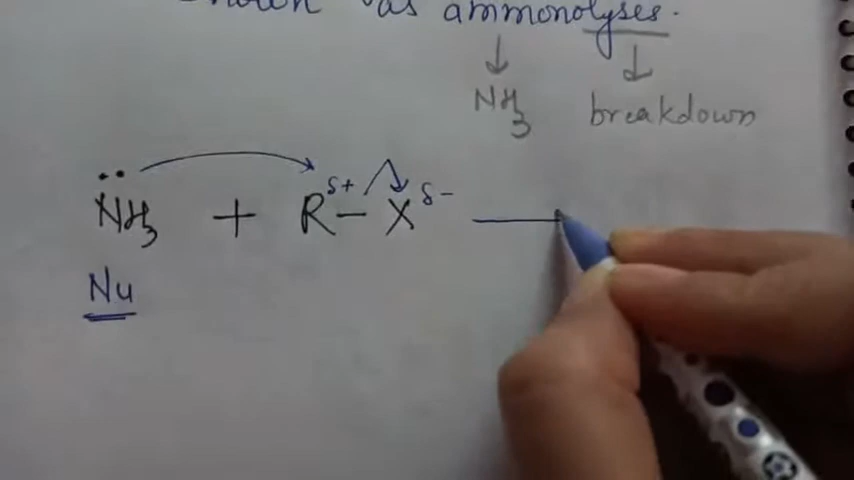 as ammonolyses.
NH3 breakdown
NH3 + R^δ+ — X^δ-
Nu